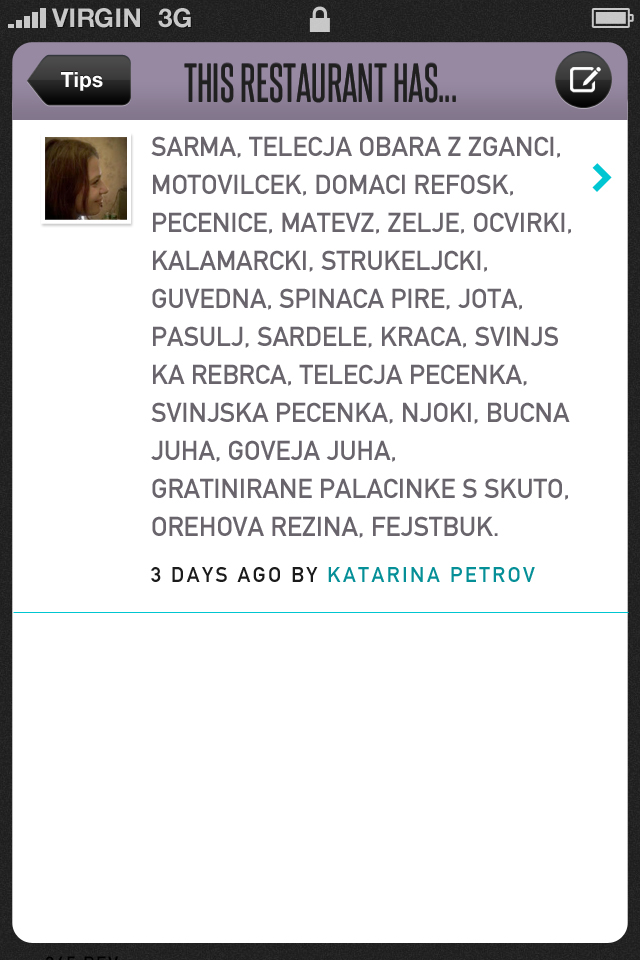 VIRGIN 3G
Tips
THIS RESTAURANT HAS...
SARMA, TELECJA OBARA Z ZGANCI,
MOTOVILCEK, DOMACI REFOSK,
PECENICE, MATEVZ, ZELJE, OCVIRKI,
KALAMARCKI, STRUKELJCKI,
GUVEDNA, SPINACA PIRE, JOTA,
PASULJ, SARDELE, KRACA, SVINJS
KA REBRCA, TELECJA PECENKA,
SVINJSKA PECENKA, NJOKI, BUCNA
JUHA, GOVEJA JUHA,
GRATINIRANE PALACINKE S SKUTO,
OREHOVA REZINA, FEJSTBUK.
3 DAYS AGO BY KATARINA PETROV